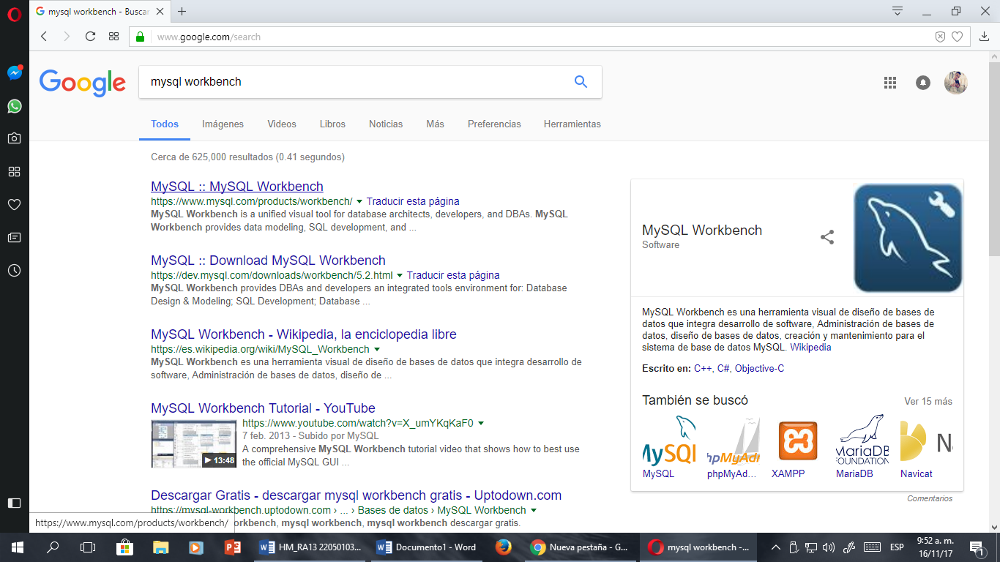 mysql workbench - Buscar
www.google.com/search
Google
mysql workbench
Todos Imágenes Videos Libros Noticias Más Preferencias Herramientas
Cerca de 625,000 resultados (0.41 segundos)
MySQL :: MySQL Workbench
https://www.mysql.com/products/workbench/ Traducir esta página
MySQL Workbench is a unified visual tool for database architects, developers, and DBAs. MySQL
Workbench provides data modeling, SQL development, and ...
MySQL :: Download MySQL Workbench
https://dev.mysql.com/downloads/workbench/5.2.html Traducir esta página
MySQL Workbench provides DBAs and developers an integrated tools environment for: Database
Design & Modeling; SQL Development; Database ...
MySQL Workbench - Wikipedia, la enciclopedia libre
https://es.wikipedia.org/wiki/MySQL_Workbench
MySQL Workbench es una herramienta visual de diseño de bases de datos que integra desarrollo de
software, Administración de bases de datos, diseño de ...
MySQL Workbench Tutorial - YouTube
https://www.youtube.com/watch?v=X_umYKqKaF0
7 feb. 2013 - Subido por MySQL
A comprehensive MySQL Workbench tutorial video that shows how to best use
the official MySQL GUI ...
13:48
Descargar Gratis - descargar mysql workbench gratis - Uptodown.com
https://mysql-workbench.uptodown.com › ... › Bases de datos › MySQL Workbench
workbench, mysql workbench, mysql workbench descargar gratis.
https://www.mysql.com/products/workbench/
MySQL Workbench
Software
MySQL Workbench es una herramienta visual de diseño de bases de
datos que integra desarrollo de software, Administración de bases de
datos, diseño de bases de datos, creación y mantenimiento para el
sistema de base de datos MySQL. Wikipedia
Escrito en: C++, C#, Objective-C
También se buscó
Ver 15 más
MySQL
phpMyAdm
MariaDB
FOUNDATION
N
MySQL
phpMyAd...
XAMPP
MariaDB
Navicat
Comentarios
HM_RA13 22050103...
Documento1 - Word
Nueva pestaña - G...
mysql workbench -...
ESP
9:52 a. m.
16/11/17
1